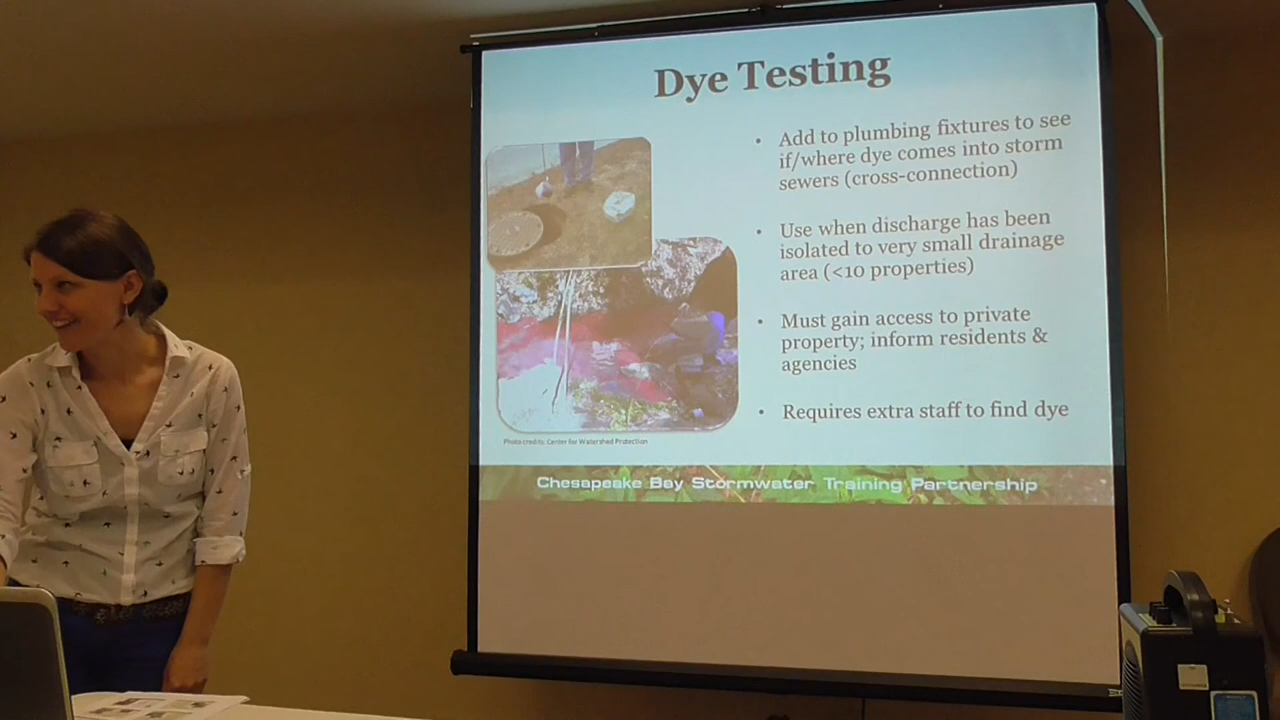 Dye Testing
• Add to plumbing fixtures to see
if/where dye comes into storm
sewers (cross-connection)
• Use when discharge has been
isolated to very small drainage
area (<10 properties)
• Must gain access to private
property; inform residents &
agencies
• Requires extra staff to find dye
Photo credits: Center for Watershed Protection
Chesapeake Bay Stormwater Training Partnership